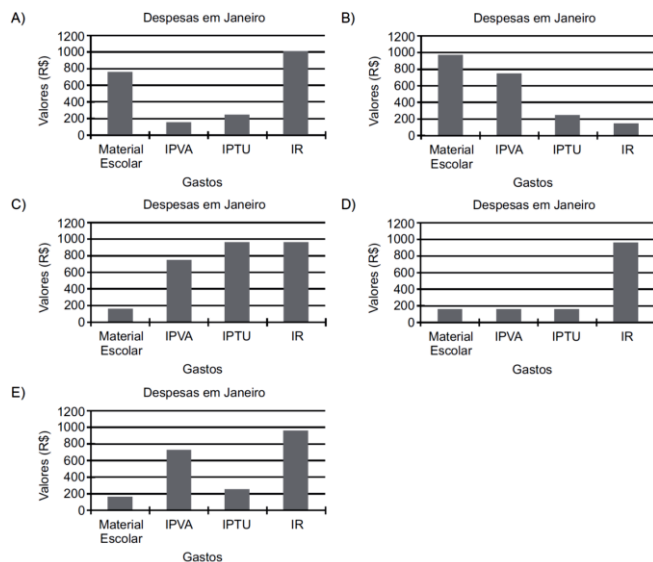 A)
Despesas em Janeiro
Valores (R$)
1200
1000
800
600
400
200
0
Material Escolar
IPVA
IPTU
IR
Gastos
B)
Despesas em Janeiro
Valores (R$)
1200
1000
800
600
400
200
0
Material Escolar
IPVA
IPTU
IR
Gastos
C)
Despesas em Janeiro
Valores (R$)
1200
1000
800
600
400
200
0
Material Escolar
IPVA
IPTU
IR
Gastos
D)
Despesas em Janeiro
Valores (R$)
1200
1000
800
600
400
200
0
Material Escolar
IPVA
IPTU
IR
Gastos
E)
Despesas em Janeiro
Valores (R$)
1200
1000
800
600
400
200
0
Material Escolar
IPVA
IPTU
IR
Gastos